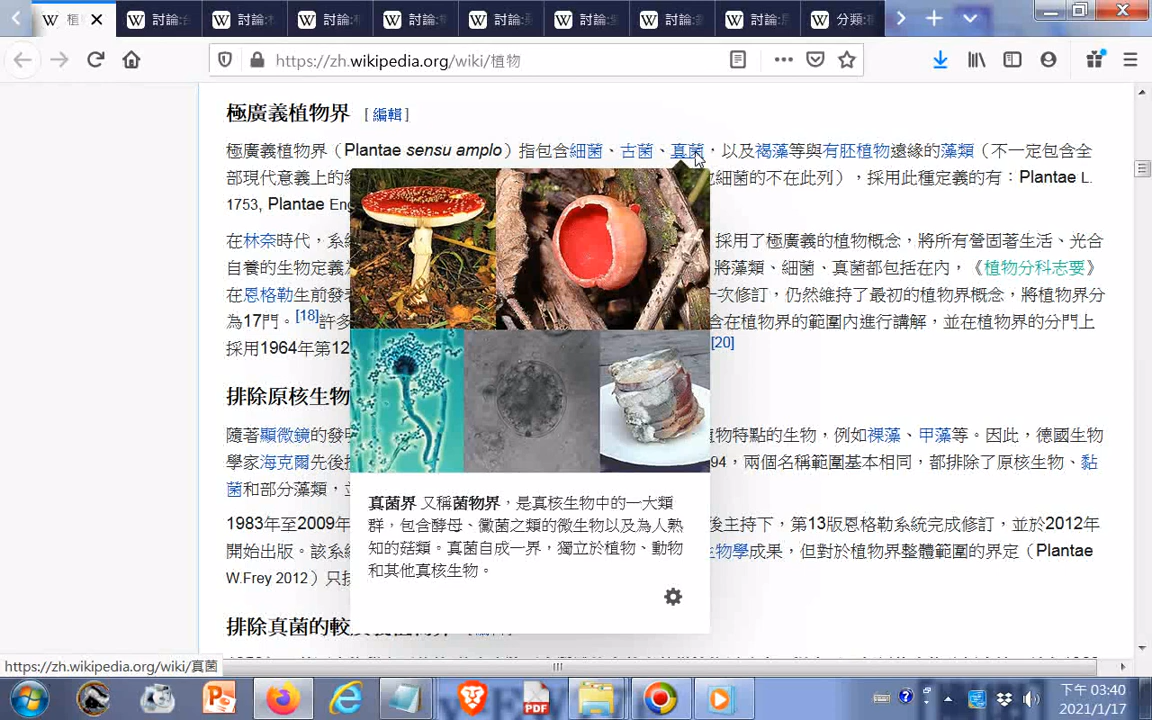 植
討論:
討論:
討論:
討論:
討論:
討論:
討論:
討論:
分類:
https://zh.wikipedia.org/wiki/植物
極廣義植物界 [編輯]
極廣義植物界（Plantae sensu amplo）指包含細菌、古菌、真菌，以及褐藻等與有胚植物遠緣的藻類（不一定包含全
部現代意義上的 細菌的不在此列），採用此種定義的有：Plantae L.
1753, Plantae
在林奈時代，系 採用了極廣義的植物概念，將所有營固著生活、光合
自養的生物定義 將藻類、細菌、真菌都包括在內，《植物分科志要》
在恩格勒生前發 一次修訂，仍然維持了最初的植物界概念，將植物界分
為17門。[18]許多 含在植物界的範圍內進行講解，並在植物界的分門上
採用1964年第12 [20]
排除原核生物
隨著顯微鏡的發 植物特點的生物，例如裸藻、甲藻等。因此，德國生物
學家海克爾先後 94，兩個名稱範圍基本相同，都排除了原核生物、黏
菌和部分藻類，
1983年至2009年 後主持下，第13版恩格勒系統完成修訂，並於2012年
開始出版。該系 生物學成果，但對於植物界整體範圍的界定（Plantae
W.Frey 2012）只
排除真菌的較
真菌界 又稱菌物界，是真核生物中的一大類
群，包含酵母、黴菌之類的微生物以及為人熟
知的菇類。真菌自成一界，獨立於植物、動物
和其他真核生物。
https://zh.wikipedia.org/wiki/真菌
PDF
下午 03:40
2021/1/17